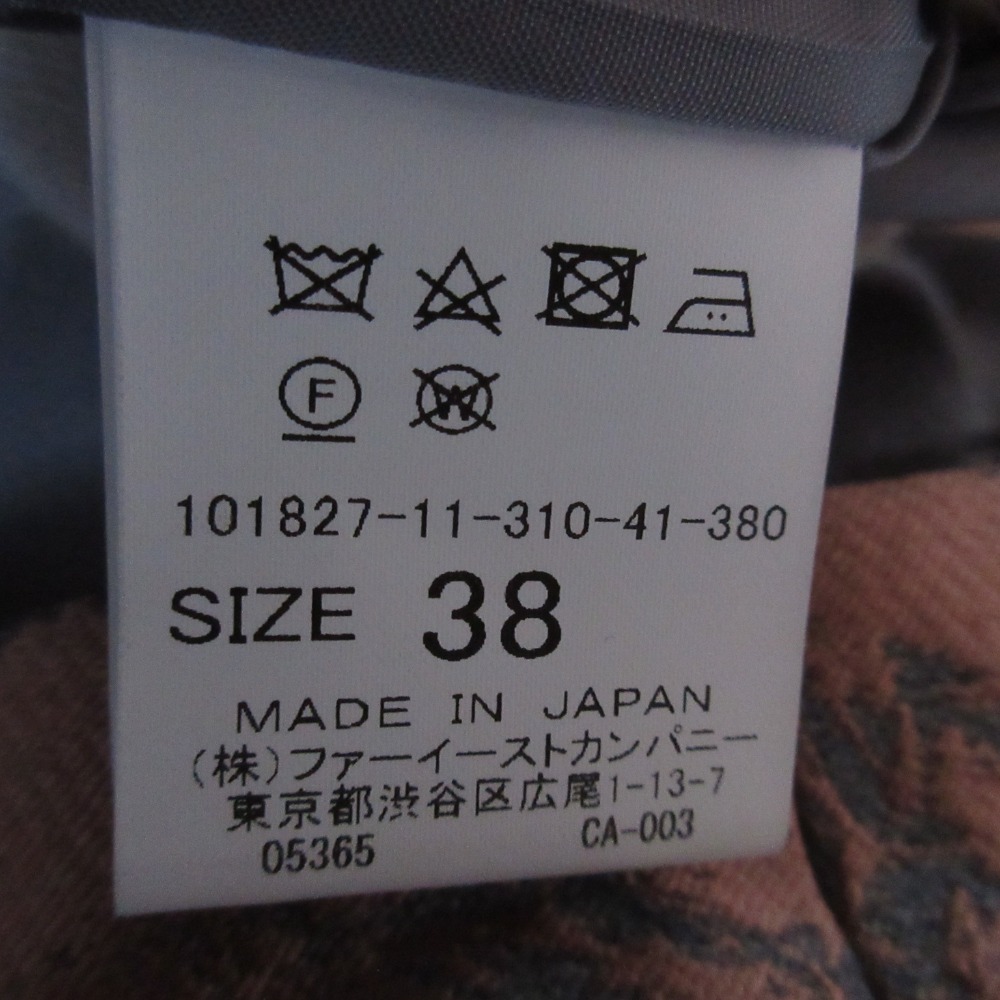 F W
101827-11-310-41-380
SIZE 38
MADE IN JAPAN
(株)ファーイーストカンパニー
東京都渋谷区広尾1-13-7
05365 CA-003